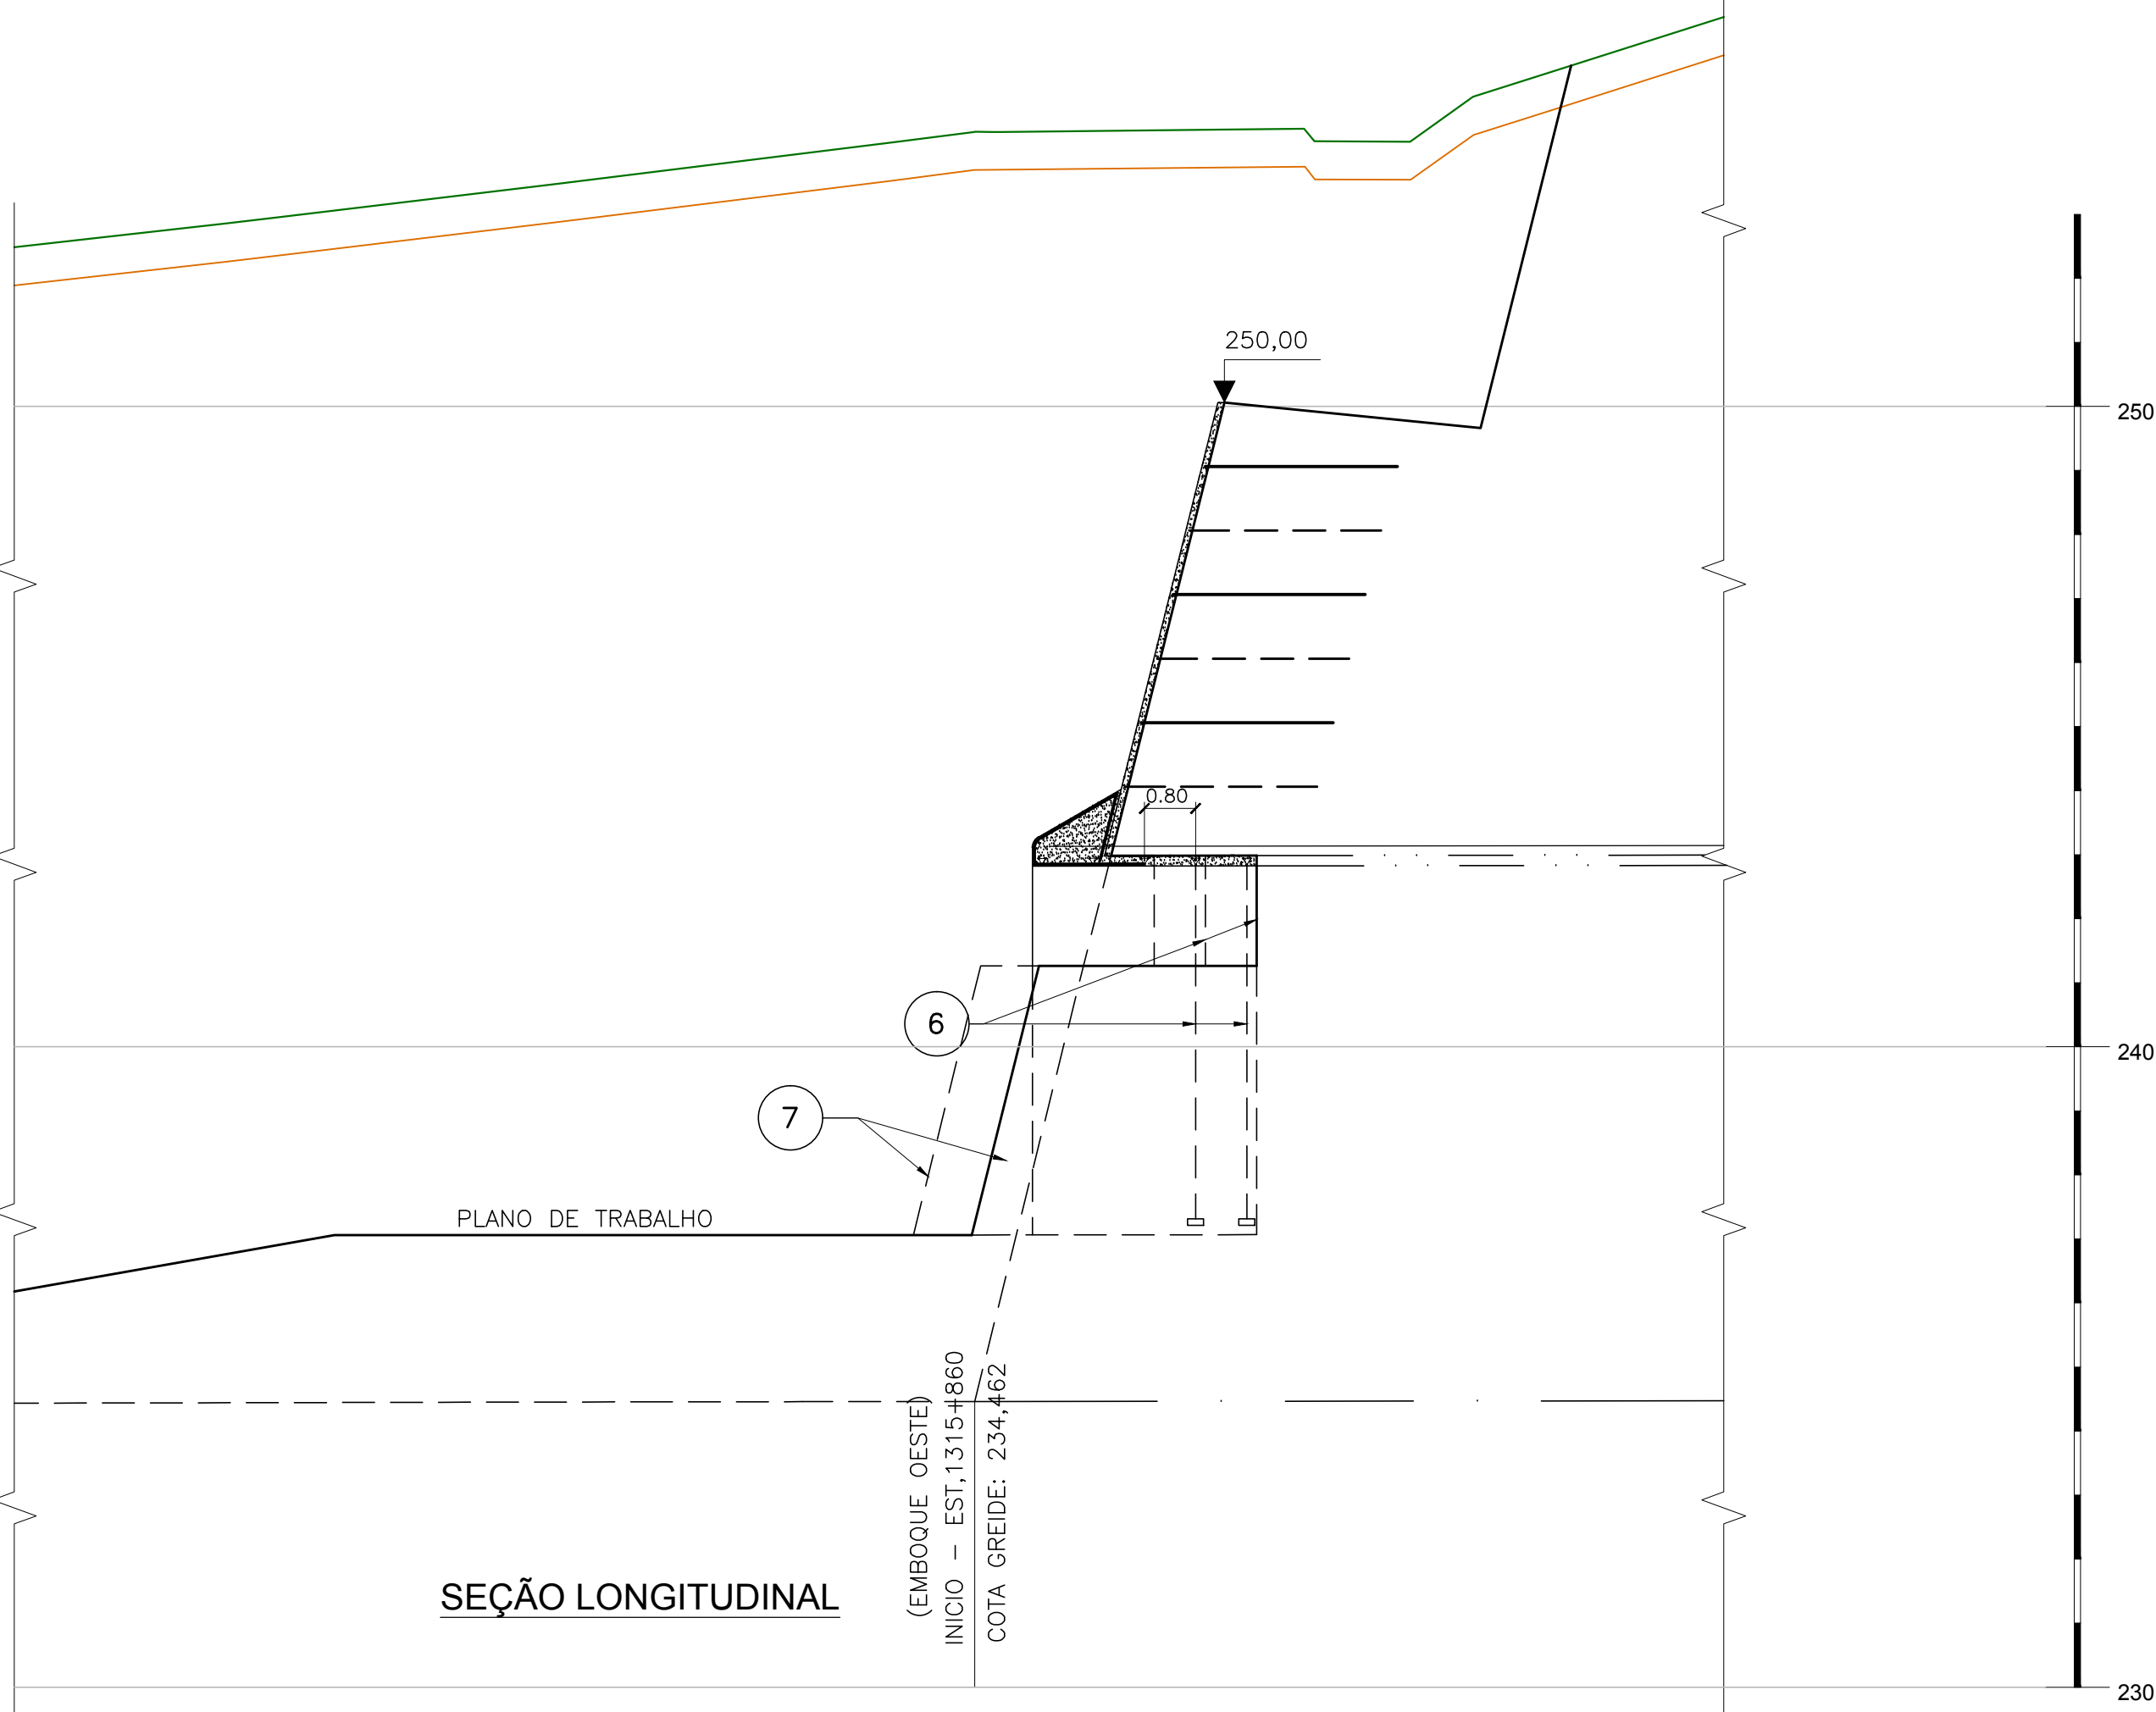 250,00
250
0.80
6
240
7
PLANO DE TRABALHO
(EMBOQUE OESTE)
INICIO - EST,1315+860
COTA GREIDE: 234,462
SEÇÃO LONGITUDINAL
230